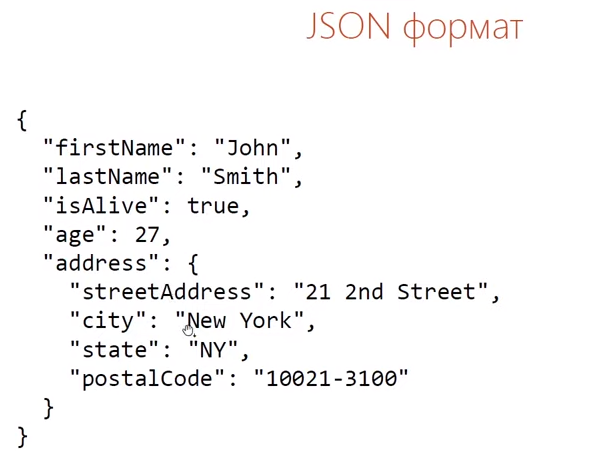 JSON формат
{
  "firstName": "John",
  "lastName": "Smith",
  "isAlive": true,
  "age": 27,
  "address": {
    "streetAddress": "21 2nd Street",
    "city": "New York",
    "state": "NY",
    "postalCode": "10021-3100"
  }
}